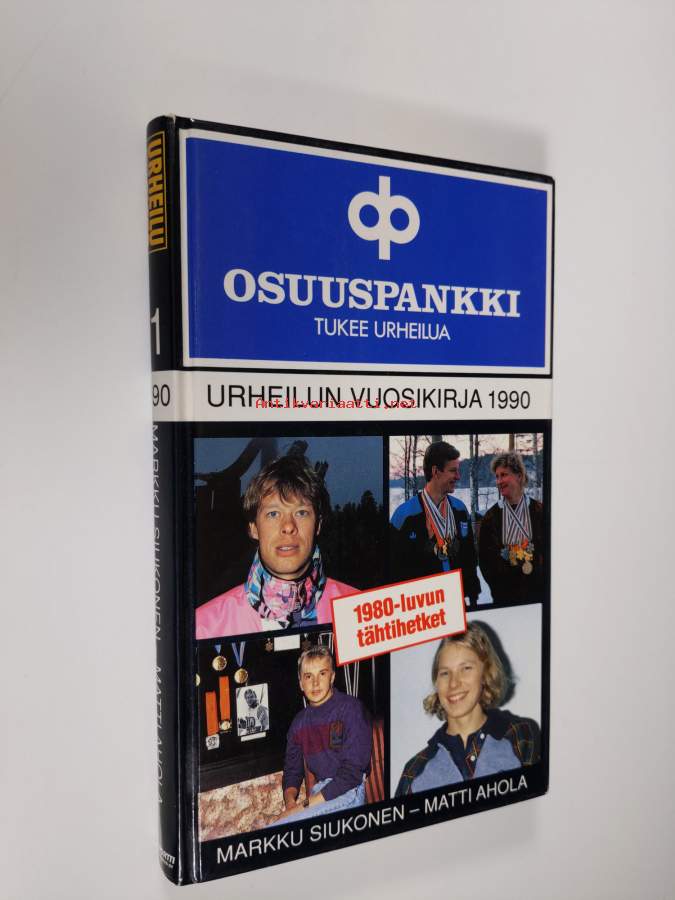 OSUUSPANKKI
TUKEE URHEILUA
URHEILUN VUOSIKIRJA 1990
Antikvariaatti.net
1980-luvun
tähtihetket
MARKKU SIUKONEN – MATTI AHOLA
URHEILU
1
90
MARKKU SIUKONEN – MATTI AHOLA